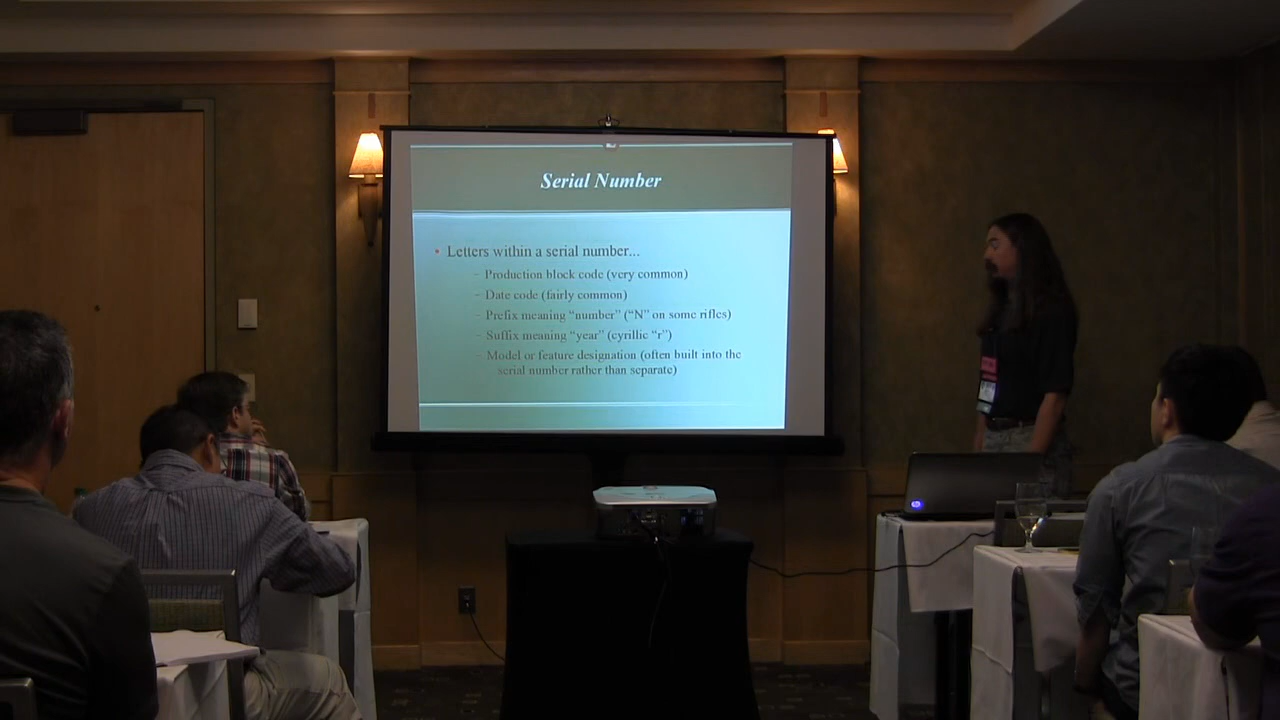 Serial Number
• Letters within a serial number...
– Production block code (very common)
– Date code (fairly common)
– Prefix meaning “number” (“N” on some rifles)
– Suffix meaning “year” (cyrillic “г”)
– Model or feature designation (often built into the
serial number rather than separate)
hp